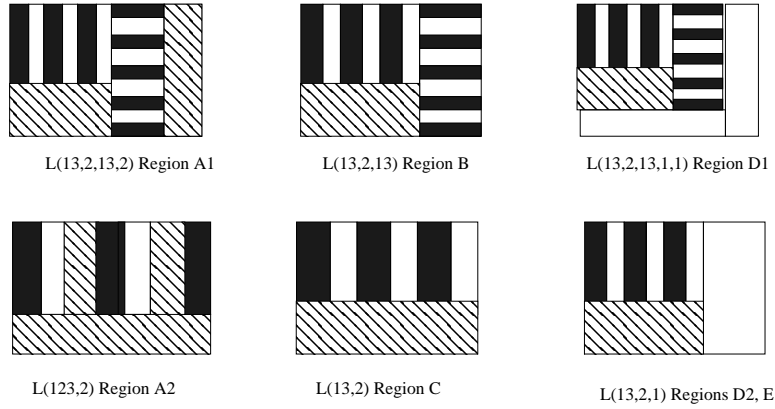 L(13,2,13,2) Region A1
L(13,2,13) Region B
L(13,2,13,1,1) Region D1
L(123,2) Region A2
L(13,2) Region C
L(13,2,1) Regions D2, E